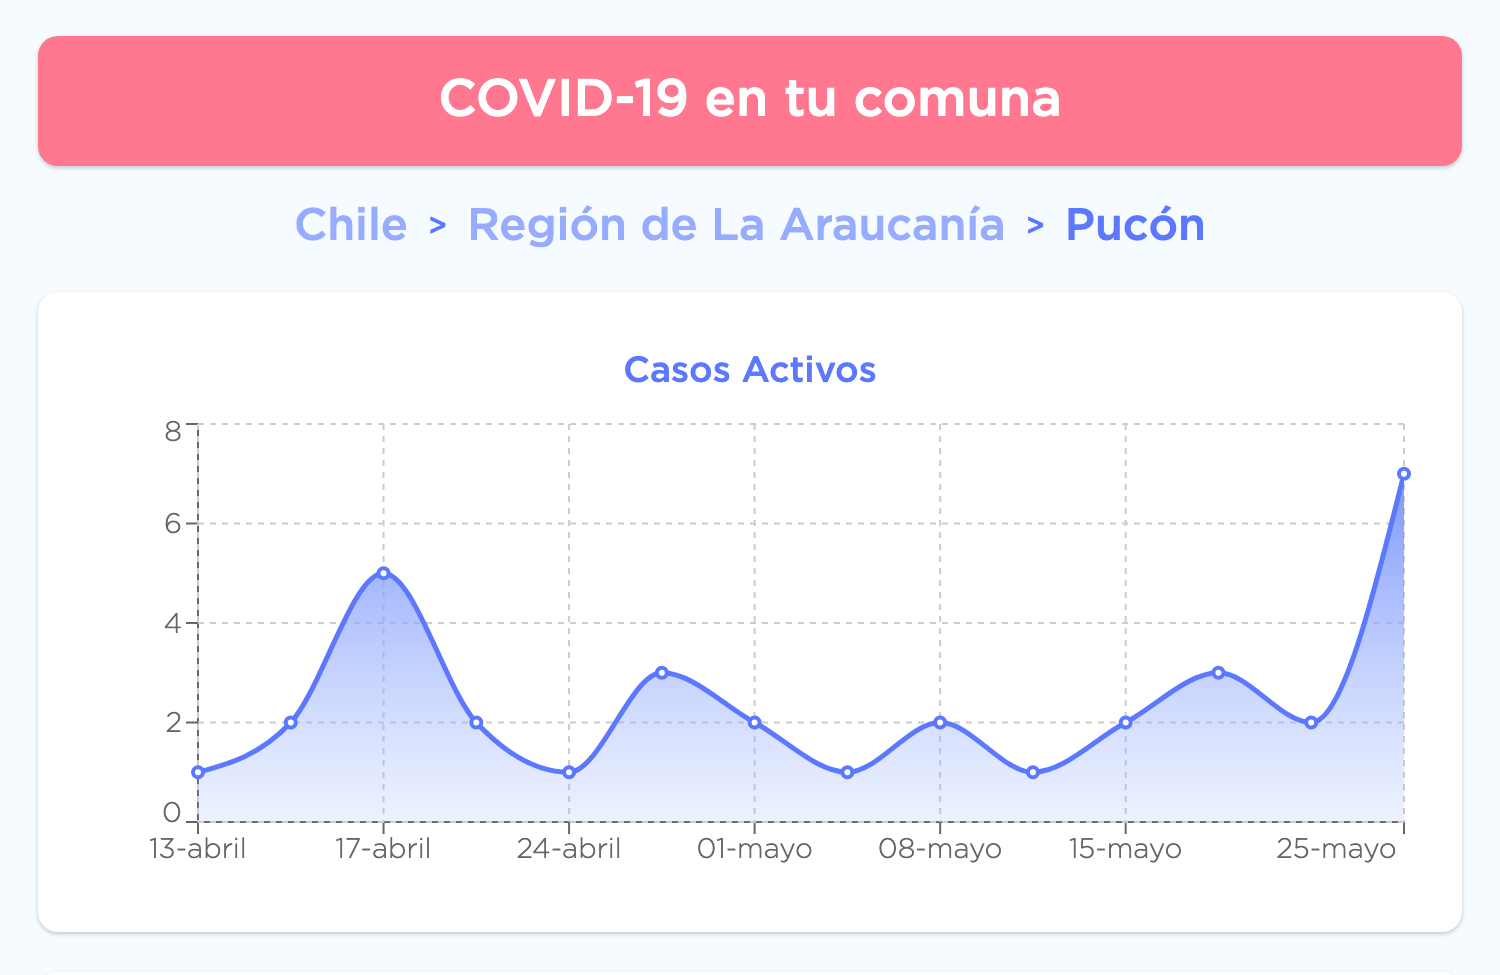 COVID-19 en tu comuna
Chile > Región de La Araucanía > Pucón
Casos Activos
8
6
4
2
0
13-abril 17-abril 24-abril 01-mayo 08-mayo 15-mayo 25-mayo